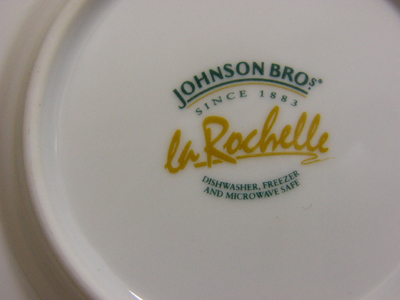 JOHNSON BROS®
SINCE 1883
la Rochelle
DISHWASHER, FREEZER
AND MICROWAVE SAFE